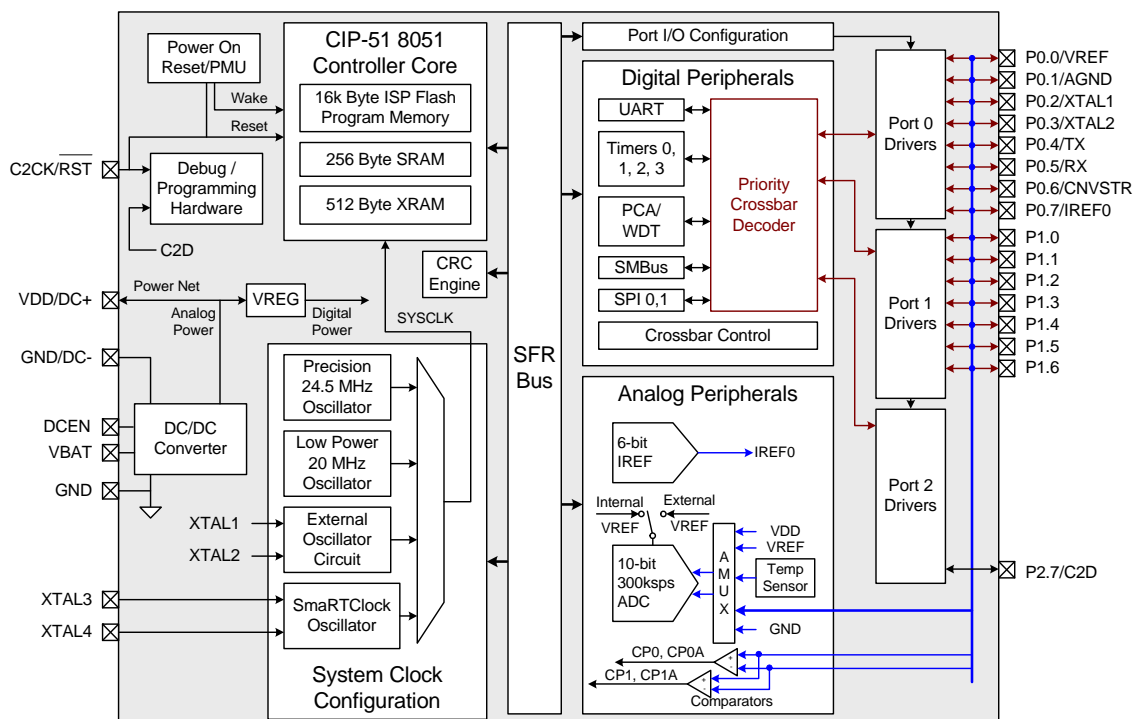 Power On
Reset/PMU
Wake
Reset
C2CK/RST
Debug /
Programming
Hardware
C2D
CIP-51 8051
Controller Core
16k Byte ISP Flash
Program Memory
256 Byte SRAM
512 Byte XRAM
CRC
Engine
VDD/DC+
Power Net
Analog
Power
VREG
Digital
Power
SYSCLK
GND/DC-
DCEN
VBAT
GND
DC/DC
Converter
XTAL1
XTAL2
XTAL3
XTAL4
Precision
24.5 MHz
Oscillator
Low Power
20 MHz
Oscillator
External
Oscillator
Circuit
SmaRTClock
Oscillator
System Clock
Configuration
SFR
Bus
Port I/O Configuration
Digital Peripherals
UART
Timers 0,
1, 2, 3
PCA/
WDT
SMBus
SPI 0,1
Priority
Crossbar
Decoder
Crossbar Control
Analog Peripherals
6-bit
IREF
IREF0
Internal
VREF
External
VREF
10-bit
300ksps
ADC
A
M
U
X
VDD
VREF
Temp
Sensor
GND
CP0, CP0A
+
-
CP1, CP1A
+
-
Comparators
Port 0
Drivers
Port 1
Drivers
Port 2
Drivers
P0.0/VREF
P0.1/AGND
P0.2/XTAL1
P0.3/XTAL2
P0.4/TX
P0.5/RX
P0.6/CNVSTR
P0.7/IREF0
P1.0
P1.1
P1.2
P1.3
P1.4
P1.5
P1.6
P2.7/C2D